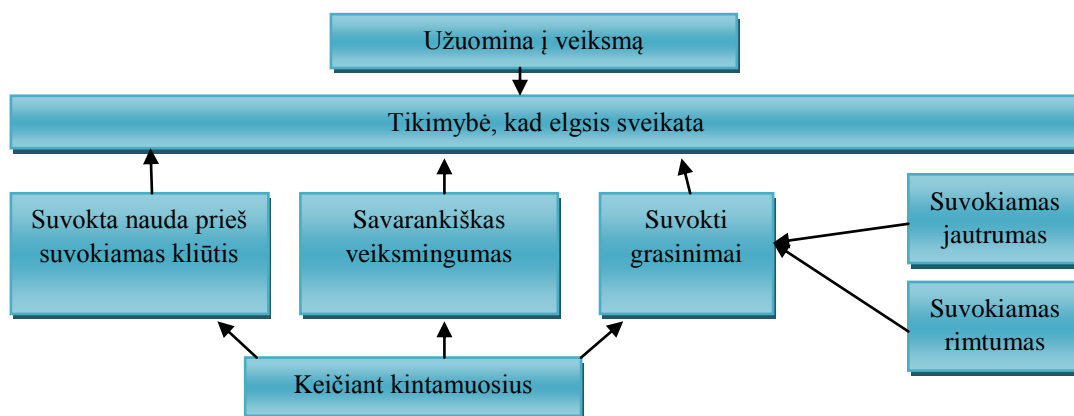 Užuomina į veiksmą
Tikimybė, kad elgsis sveikata
Suvokta nauda prieš
suvokiamas kliūtis
Savarankiškas
veiksmingumas
Suvokti
grasinimai
Suvokiamas
jautrumas
Suvokiamas
rimtumas
Keičiant kintamuosius